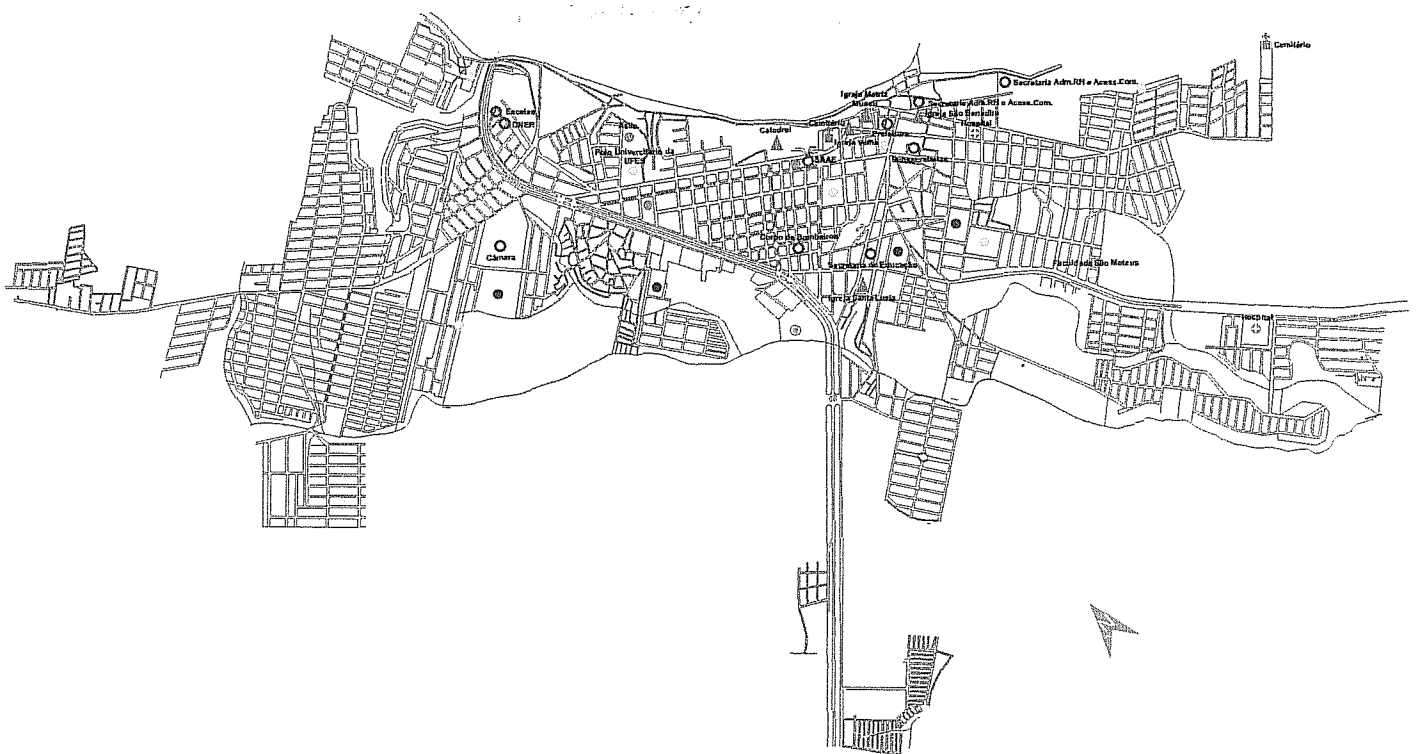 Cemitério
Secretaria Adm.RH e Acess.Com.
Igreja Matriz
Museu
Secretaria Adm.RH e Acess.Com.
Igreja São Benedito
Hospital
Escelsa
DNER
Cemitério
Catedral
Prefeitura
Igreja Velha
Polo Universitário da
UFES
SAAE
Corpo de Bombeiros
Câmara
Secretaria de Educação
Faculdade São Mateus
Igreja Santa Luzia
Hospital